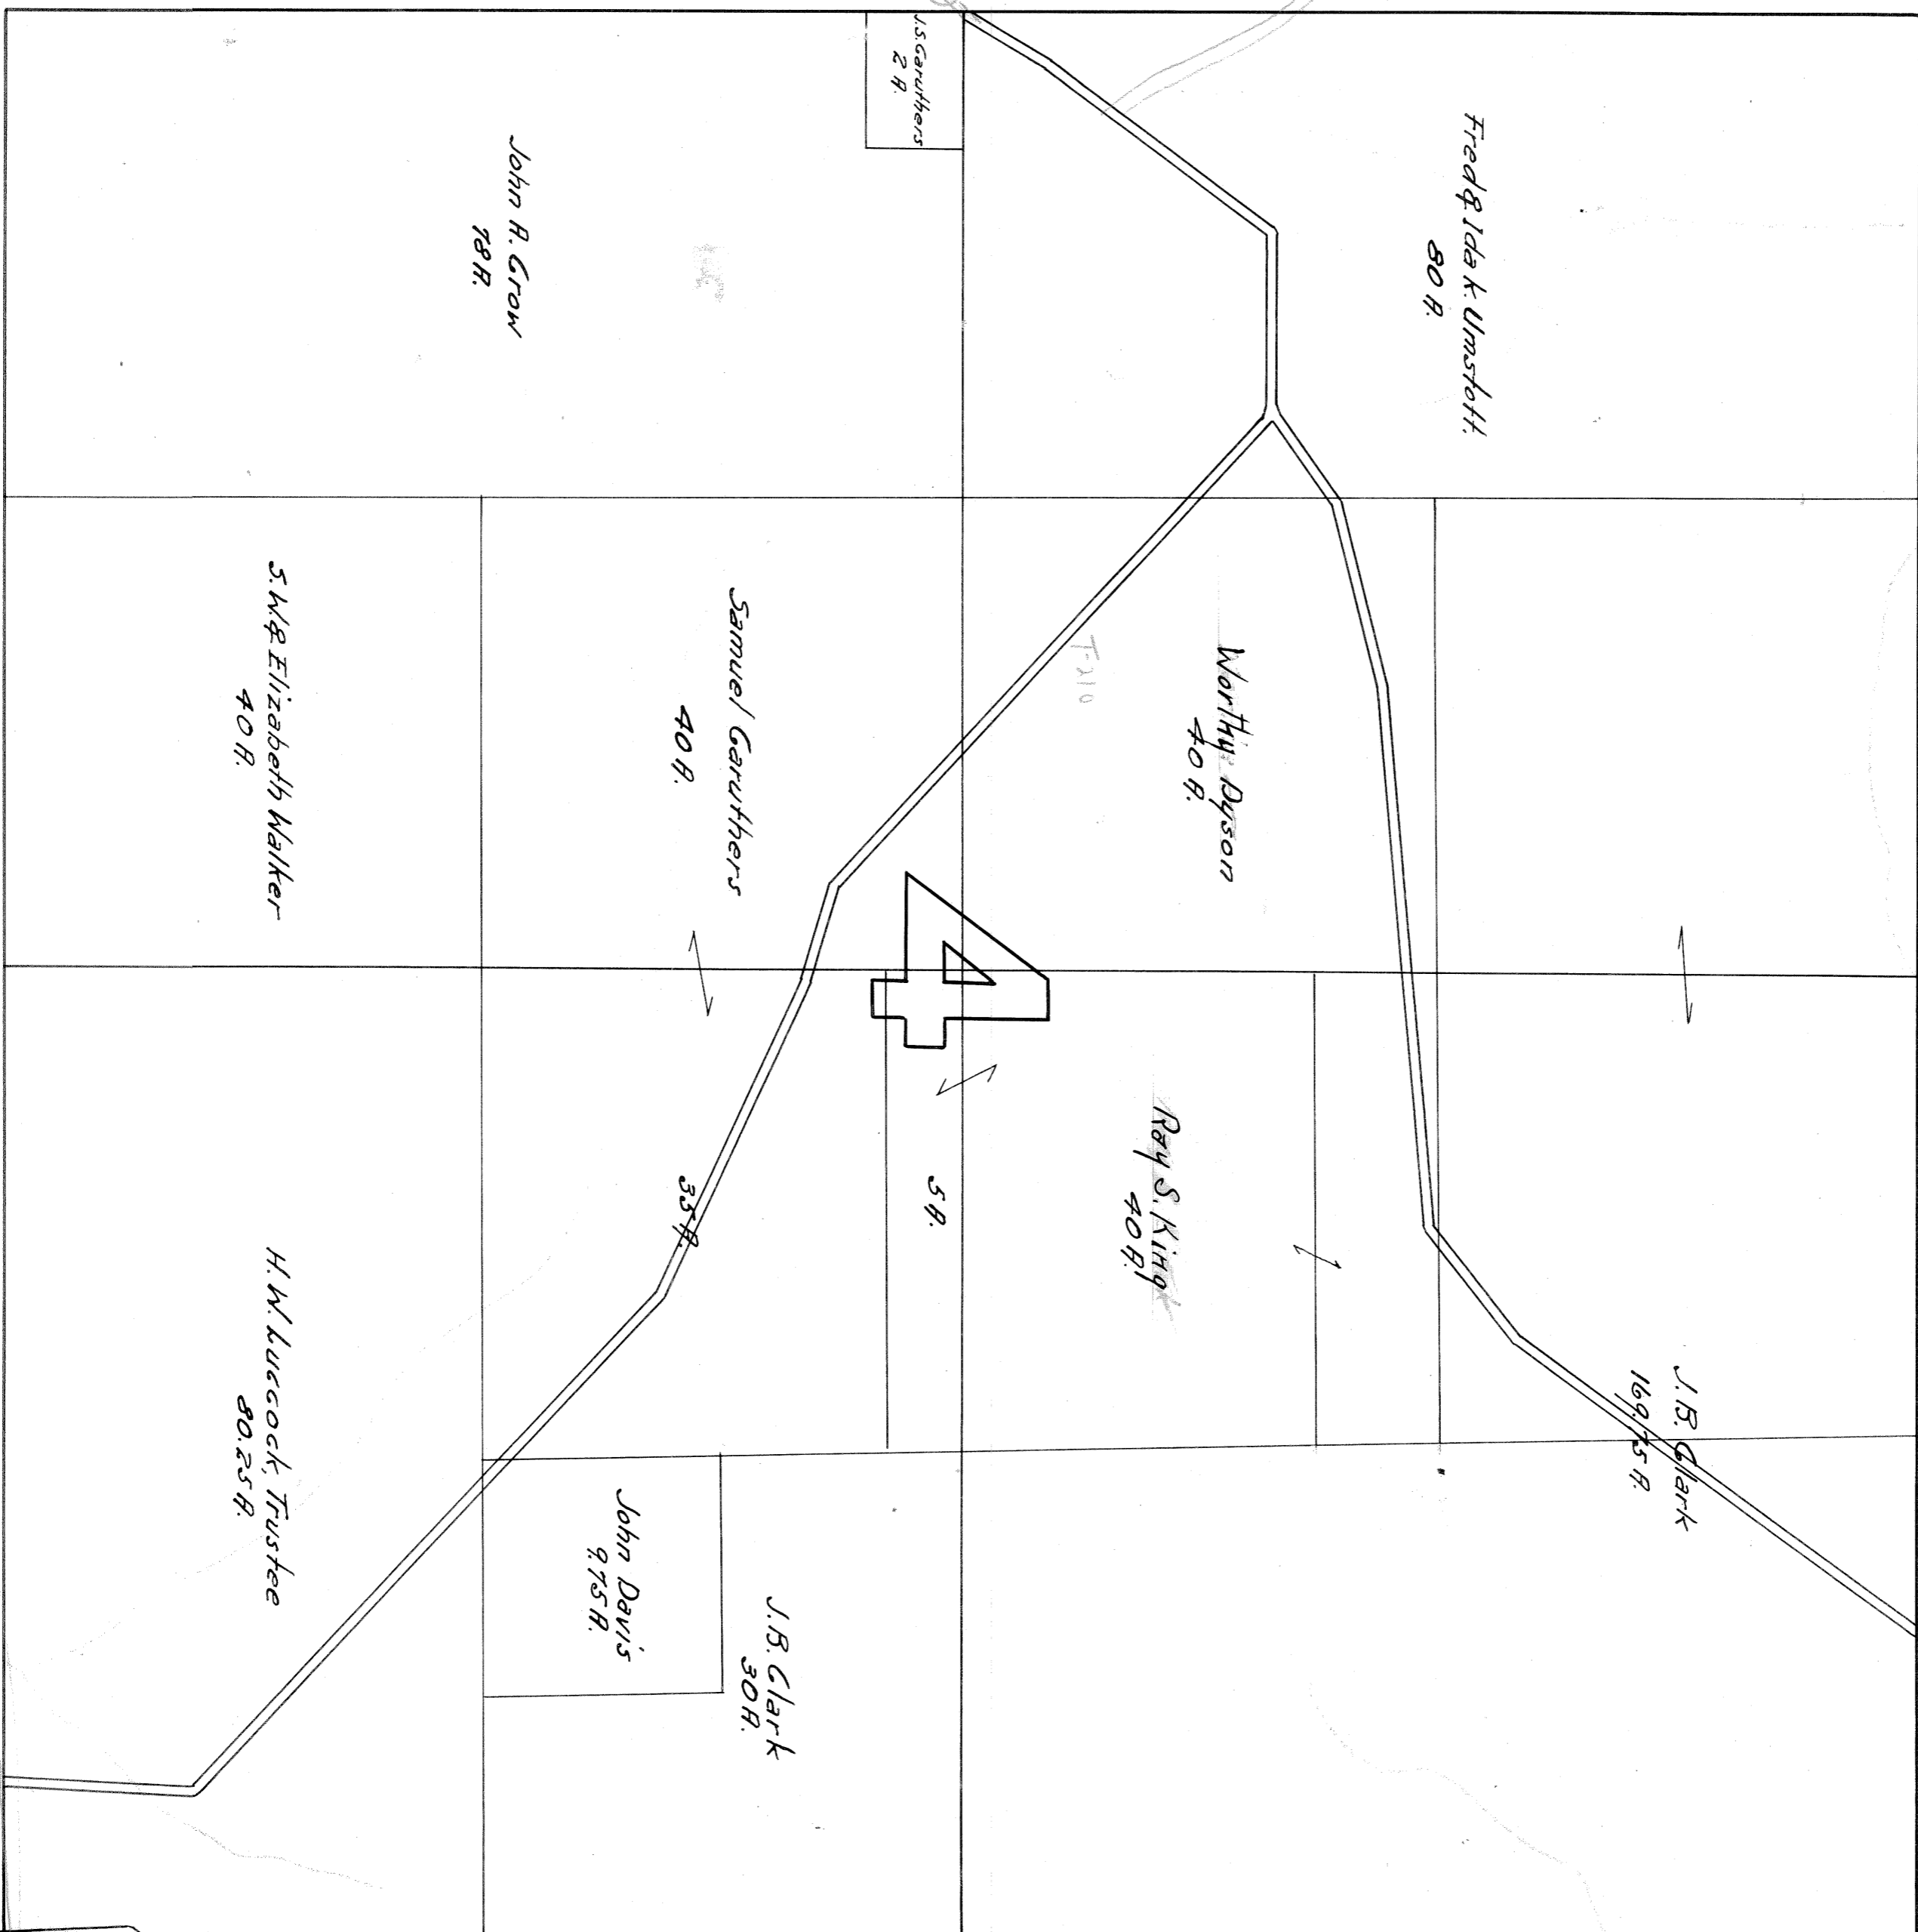 Fred & Ida K. Umstott.
80 A.
J.B. Clark
169.75 A.
Worthy Dyson
40 A.
T-210
Ray S. King
40 A.
J.S. Caruthers
2 A.
5 A.
4
Samuel Caruthers
40 A.
35 A.
J.B. Clark
30 A.
John Davis
9.75 A.
John A. Crow
78 A.
S.W. & Elizabeth Walker
40 A.
H.W. Luccock, Trustee
80.25 A.